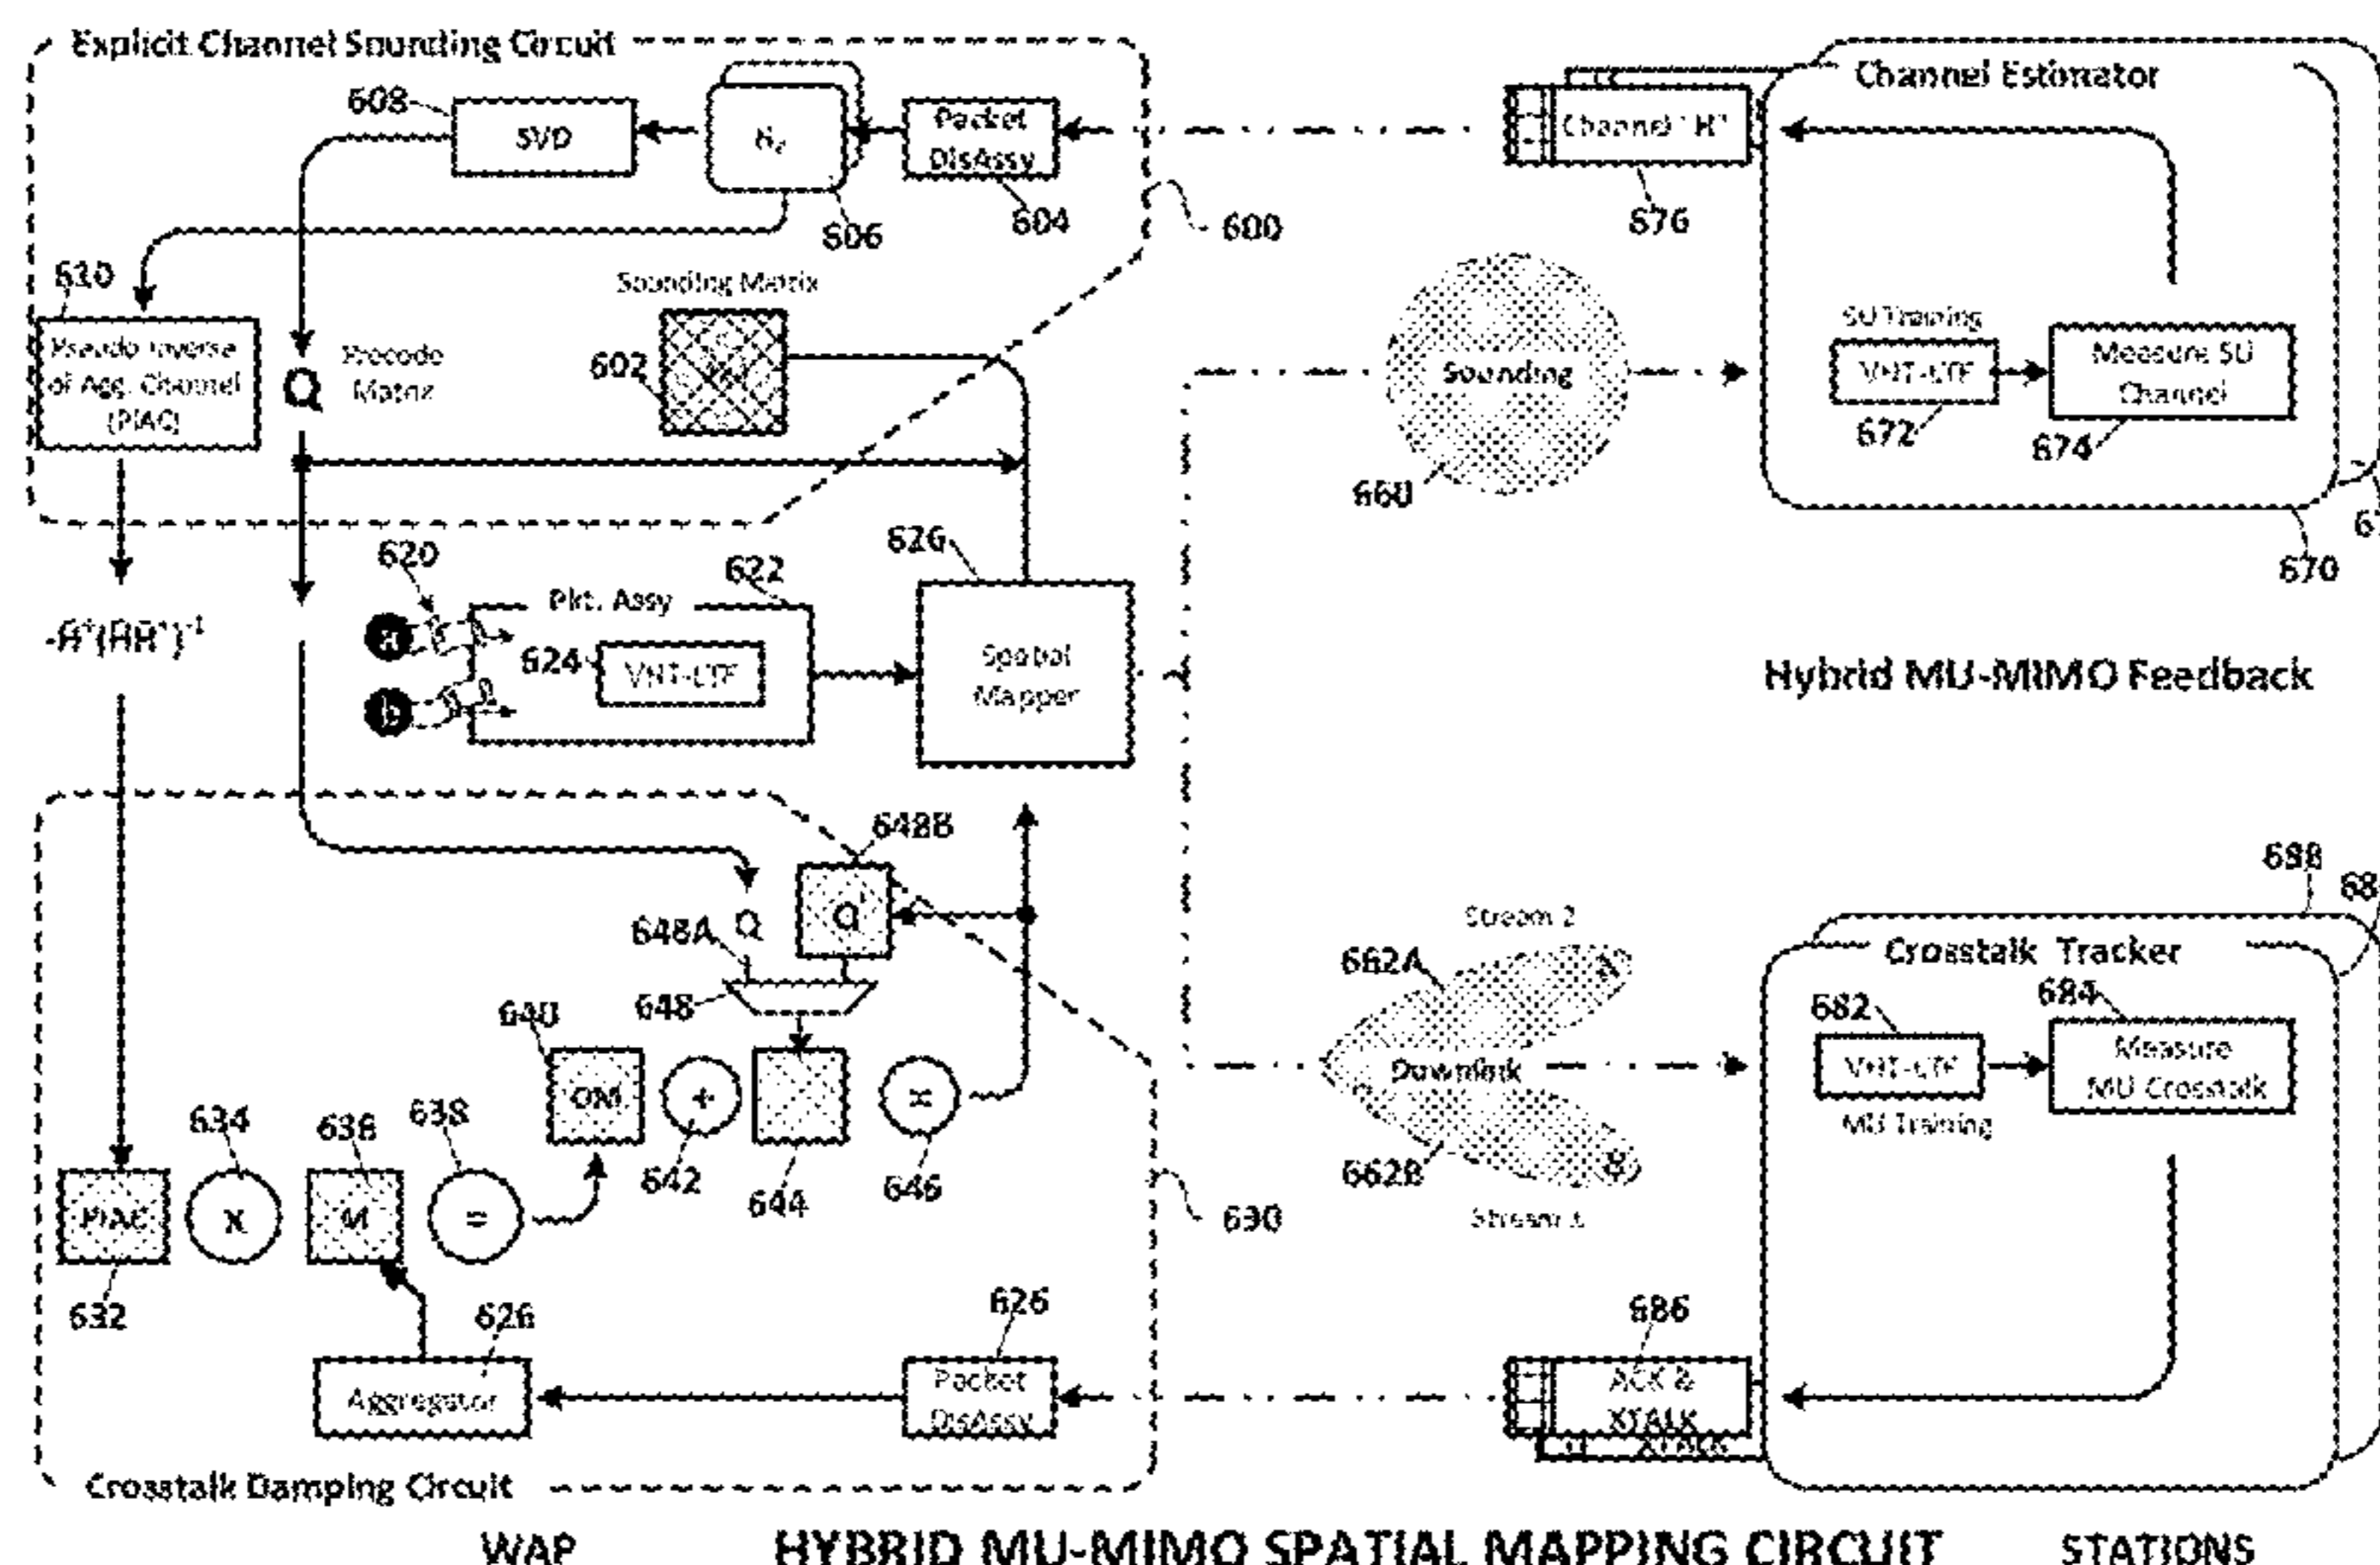 Explicit Channel Sounding Circuit
608
SVD
Packet
DisAssy
604
606
600
610
Pseudo Inverse
of Agg. Channel
(PIAC)
Q
Precode
Matrix
Sounding Matrix
602
Channel "H"
676
Channel Estimator
Sounding
660
SU Training
VHT-LTF
672
Measure SU
Channel
674
670
620
a
b
622
Pkt. Assy
624
VHT-LTF
626
Spatial
Mapper
Hybrid MU-MIMO Feedback
648B
Q
648A
Q
648
640
OM
+
642
644
=
646
634
638
638
PIAC
x
M
=
632
690
626
Aggregator
626
Packet
DisAssy
Crosstalk Damping Circuit
Stream 2
662A
Downlink
662B
698
Crosstalk Tracker
682
684
VHT-LTF
MU Training
Measure
MU Crosstalk
686
ACK &
XTALK
WAP
HYBRID MU-MIMO SPATIAL MAPPING CIRCUIT
STATIONS